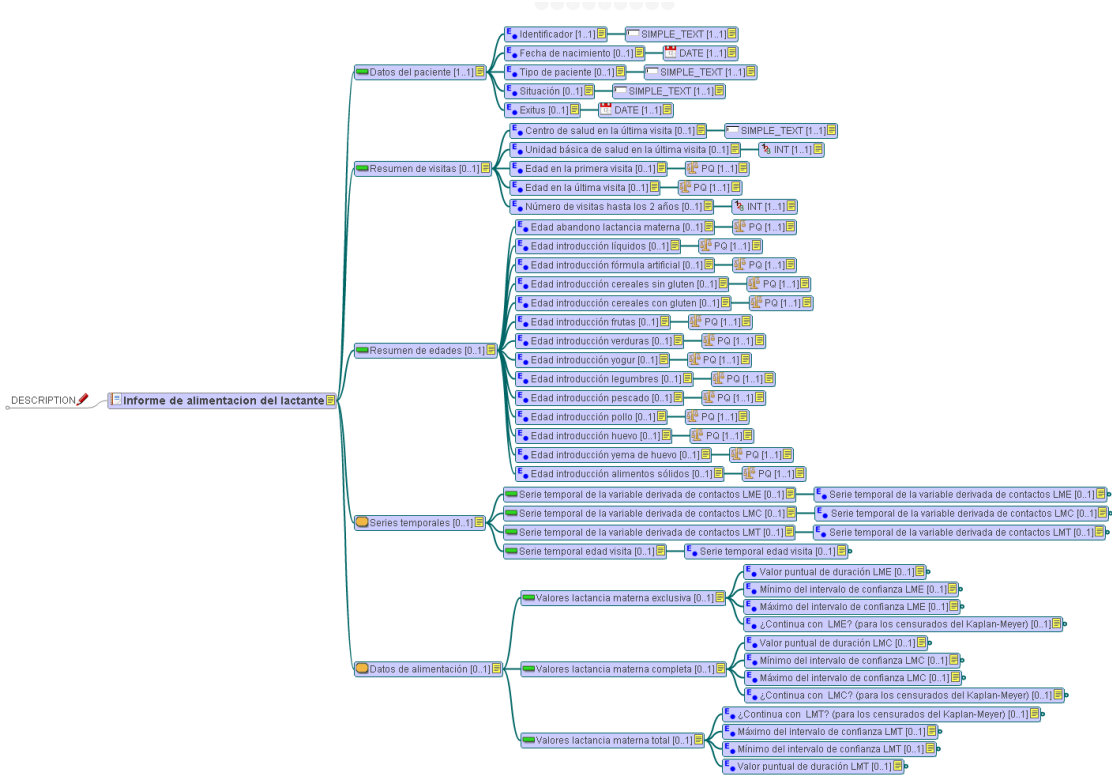 DESCRIPTION
Informe de alimentacion del lactante
Datos del paciente [1..1]
Identificador [1..1] SIMPLE_TEXT [1..1]
Fecha de nacimiento [0..1] DATE [1..1]
Tipo de paciente [0..1] SIMPLE_TEXT [1..1]
Situación [0..1] SIMPLE_TEXT [1..1]
Exitus [0..1] DATE [1..1]
Resumen de visitas [0..1]
Centro de salud en la última visita [0..1] SIMPLE_TEXT [1..1]
Unidad básica de salud en la última visita [0..1] INT [1..1]
Edad en la primera visita [0..1] PQ [1..1]
Edad en la última visita [0..1] PQ [1..1]
Número de visitas hasta los 2 años [0..1] INT [1..1]
Resumen de edades [0..1]
Edad abandono lactancia materna [0..1] PQ [1..1]
Edad introducción líquidos [0..1] PQ [1..1]
Edad introducción fórmula artificial [0..1] PQ [1..1]
Edad introducción cereales sin gluten [0..1] PQ [1..1]
Edad introducción cereales con gluten [0..1] PQ [1..1]
Edad introducción frutas [0..1] PQ [1..1]
Edad introducción verduras [0..1] PQ [1..1]
Edad introducción yogur [0..1] PQ [1..1]
Edad introducción legumbres [0..1] PQ [1..1]
Edad introducción pescado [0..1] PQ [1..1]
Edad introducción pollo [0..1] PQ [1..1]
Edad introducción huevo [0..1] PQ [1..1]
Edad introducción yema de huevo [0..1] PQ [1..1]
Edad introducción alimentos sólidos [0..1] PQ [1..1]
Series temporales [0..1]
Serie temporal de la variable derivada de contactos LME [0..1] Serie temporal de la variable derivada de contactos LME [0..1]
Serie temporal de la variable derivada de contactos LMC [0..1] Serie temporal de la variable derivada de contactos LMC [0..1]
Serie temporal de la variable derivada de contactos LMT [0..1] Serie temporal de la variable derivada de contactos LMT [0..1]
Serie temporal edad visita [0..1] Serie temporal edad visita [0..1]
Datos de alimentación [0..1]
Valores lactancia materna exclusiva [0..1]
Valor puntual de duración LME [0..1]
Mínimo del intervalo de confianza LME [0..1]
Máximo del intervalo de confianza LME [0..1]
¿Continua con LME? (para los censurados del Kaplan-Meyer) [0..1]
Valores lactancia materna completa [0..1]
Valor puntual de duración LMC [0..1]
Mínimo del intervalo de confianza LMC [0..1]
Máximo del intervalo de confianza LMC [0..1]
¿Continua con LMC? (para los censurados del Kaplan-Meyer) [0..1]
Valores lactancia materna total [0..1]
¿Continua con LMT? (para los censurados del Kaplan-Meyer) [0..1]
Máximo del intervalo de confianza LMT [0..1]
Mínimo del intervalo de confianza LMT [0..1]
Valor puntual de duración LMT [0..1]